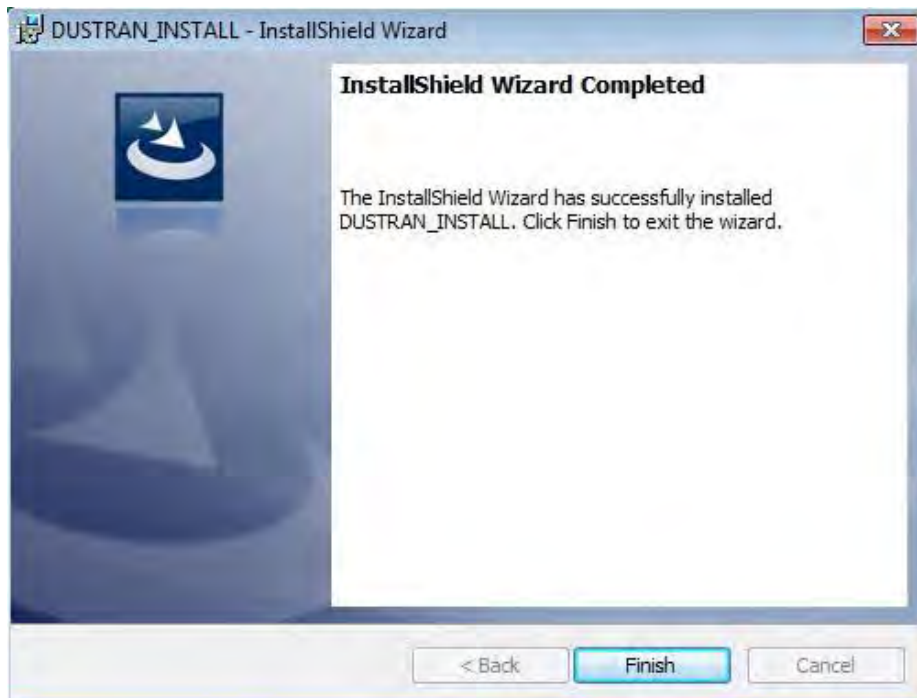 DUSTRAN_INSTALL - InstallShield Wizard
InstallShield Wizard Completed
The InstallShield Wizard has successfully installed
DUSTRAN_INSTALL. Click Finish to exit the wizard.
< Back
Finish
Cancel